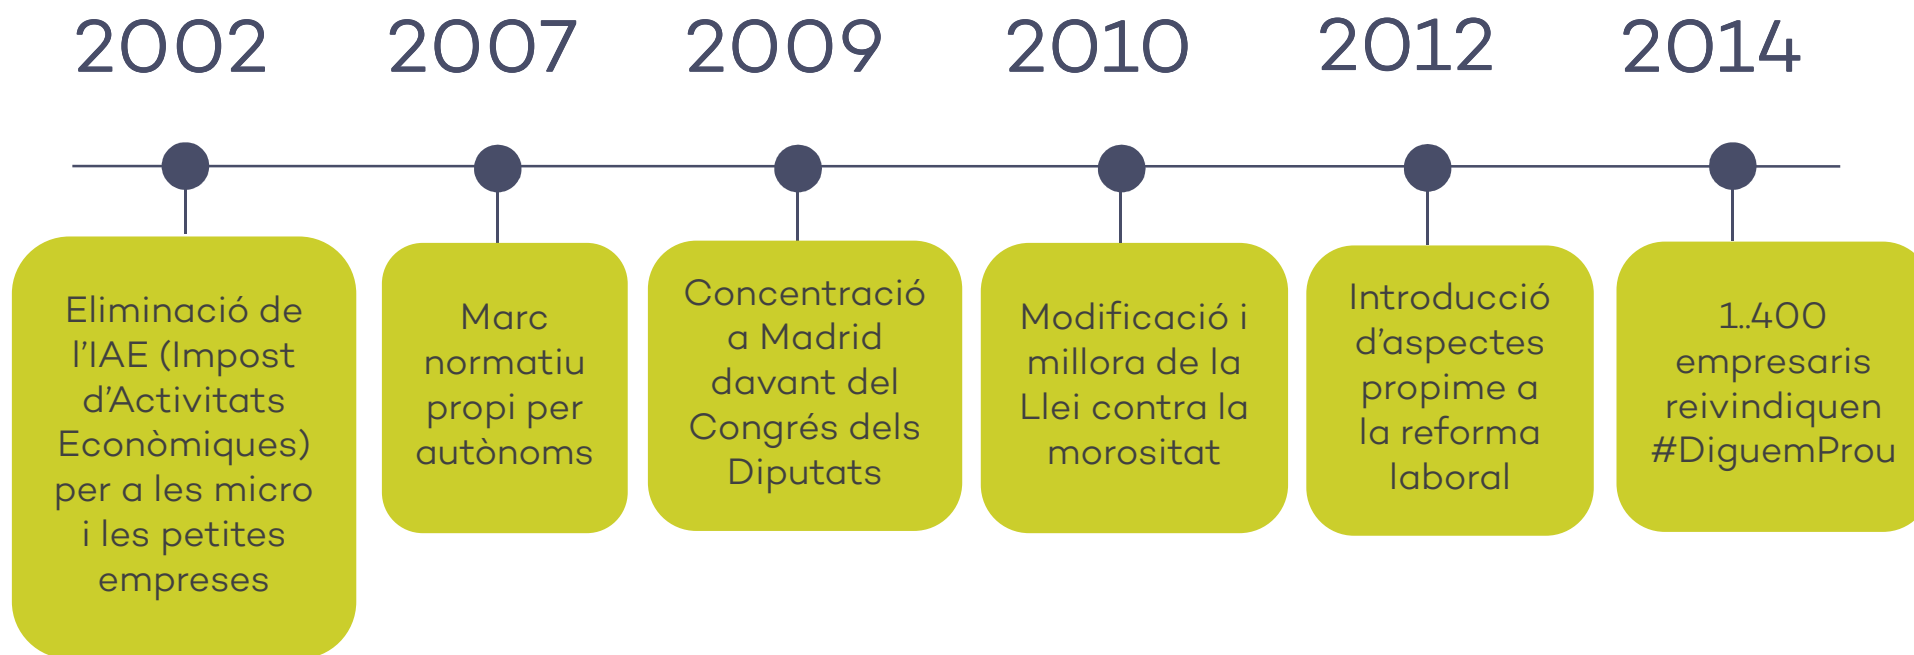 2002
2007
2009
2010
2012
2014
Eliminació de
l'IAE (Impost
d'Activitats
Econòmiques)
per a les micro
i les petites
empreses
Marc
normatiu
propi per
autònoms
Concentració
a Madrid
davant del
Congrés dels
Diputats
Modificació i
millora de la
Llei contra la
morositat
Introducció
d'aspectes
propime a
la reforma
laboral
1..400
empresaris
reivindiquen
#DiguemProu